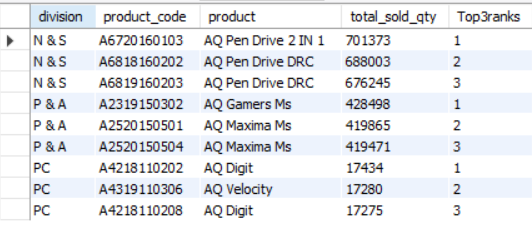 division product_code product total_sold_qty Top3ranks
N & S A6720160103 AQ Pen Drive 2 IN 1 701373 1
N & S A6818160202 AQ Pen Drive DRC 688003 2
N & S A6819160203 AQ Pen Drive DRC 676245 3
P & A A2319150302 AQ Gamers Ms 428498 1
P & A A2520150501 AQ Maxima Ms 419865 2
P & A A2520150504 AQ Maxima Ms 419471 3
PC A4218110202 AQ Digit 17434 1
PC A4319110306 AQ Velocity 17280 2
PC A4218110208 AQ Digit 17275 3